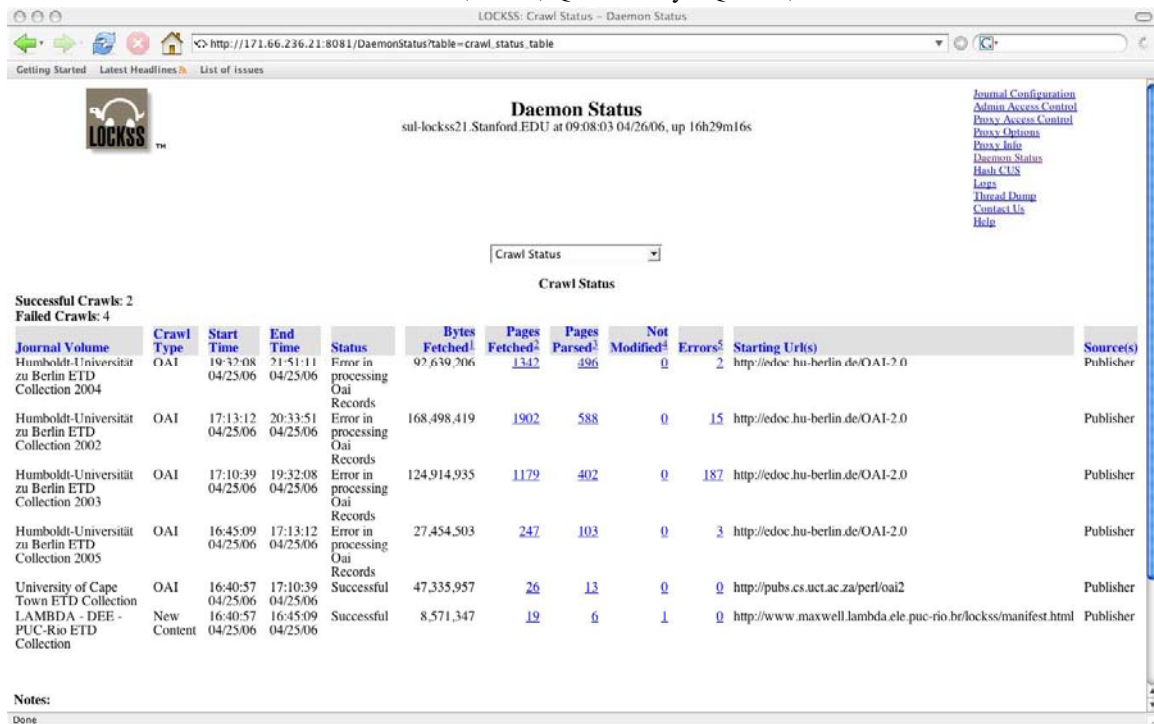 LOCKSS: Crawl Status – Daemon Status
http://171.66.236.21:8081/DaemonStatus?table=crawl_status_table
Getting Started Latest Headlines List of issues
LOCKSS TM
Daemon Status
sul-lockss21.Stanford.EDU at 09:08:03 04/26/06, up 16h29m16s
Journal Configuration
Admin Access Control
Proxy Access Control
Proxy Options
Proxy Info
Daemon Status
Hash CUS
Logs
Thread Dump
Contact Us
Help
Crawl Status
Crawl Status
Successful Crawls: 2
Failed Crawls: 4
Crawl Start End Bytes Pages Pages Not
Journal Volume Type Time Time Status Fetched1 Fetched2 Parsed3 Modified4 Errors5 Starting Url(s) Source(s)
Humboldt-Universität OAI 19:32:08 21:51:11 Error in 92,639,206 1342 496 0 2 http://edoc.hu-berlin.de/OAI-2.0 Publisher
zu Berlin ETD 04/25/06 04/25/06 processing
Collection 2004 Oai
Records
Humboldt-Universität OAI 17:13:12 20:33:51 Error in 168,498,419 1902 588 0 15 http://edoc.hu-berlin.de/OAI-2.0 Publisher
zu Berlin ETD 04/25/06 04/25/06 processing
Collection 2002 Oai
Records
Humboldt-Universität OAI 17:10:39 19:32:08 Error in 124,914,935 1179 402 0 187 http://edoc.hu-berlin.de/OAI-2.0 Publisher
zu Berlin ETD 04/25/06 04/25/06 processing
Collection 2003 Oai
Records
Humboldt-Universität OAI 16:45:09 17:13:12 Error in 27,454,503 247 103 0 3 http://edoc.hu-berlin.de/OAI-2.0 Publisher
zu Berlin ETD 04/25/06 04/25/06 processing
Collection 2005 Oai
Records
University of Cape OAI 16:40:57 17:10:39 Successful 47,335,957 26 13 0 0 http://pubs.cs.uct.ac.za/perl/oai2 Publisher
Town ETD Collection 04/25/06 04/25/06
LAMBDA - DEE - New 16:40:57 16:45:09 Successful 8,571,347 19 6 1 0 http://www.maxwell.lambda.ele.puc-rio.br/lockss/manifest.html Publisher
PUC-Rio ETD Content 04/25/06 04/25/06
Collection
Notes:
Done